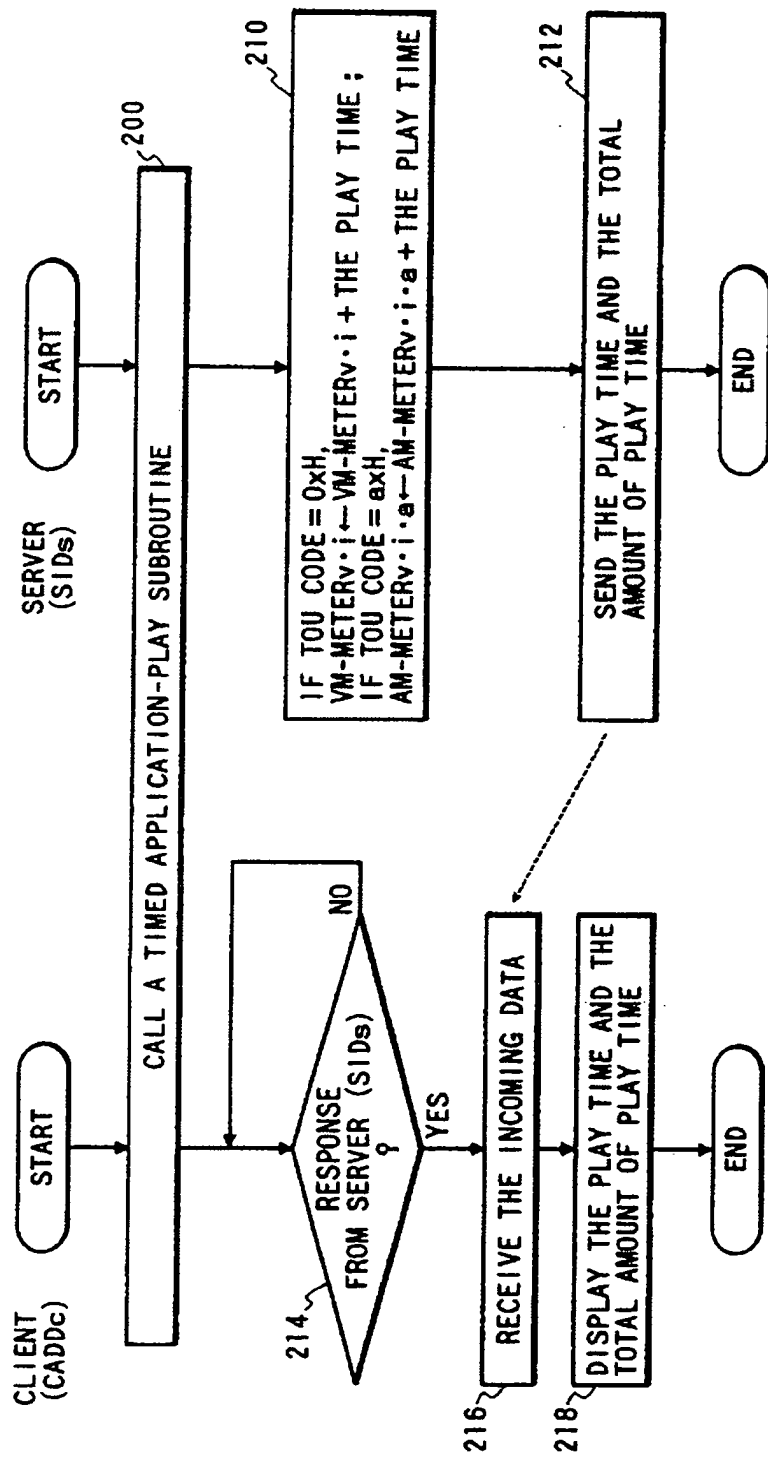 CLIENT
(CADDc)
START
SERVER
(SIDs)
START
200
CALL A TIMED APPLICATION-PLAY SUBROUTINE
214
RESPONSE
FROM SERVER (SIDs)
?
NO
YES
210
IF TOU CODE=0xH,
VM-METERv·i←VM-METERv·i+THE PLAY TIME;
IF TOU CODE=axH,
AM-METERv·i·a←AM-METERv·i·a+THE PLAY TIME
216
RECEIVE THE INCOMING DATA
212
SEND THE PLAY TIME AND THE TOTAL
AMOUNT OF PLAY TIME
218
DISPLAY THE PLAY TIME AND THE
TOTAL AMOUNT OF PLAY TIME
END
END